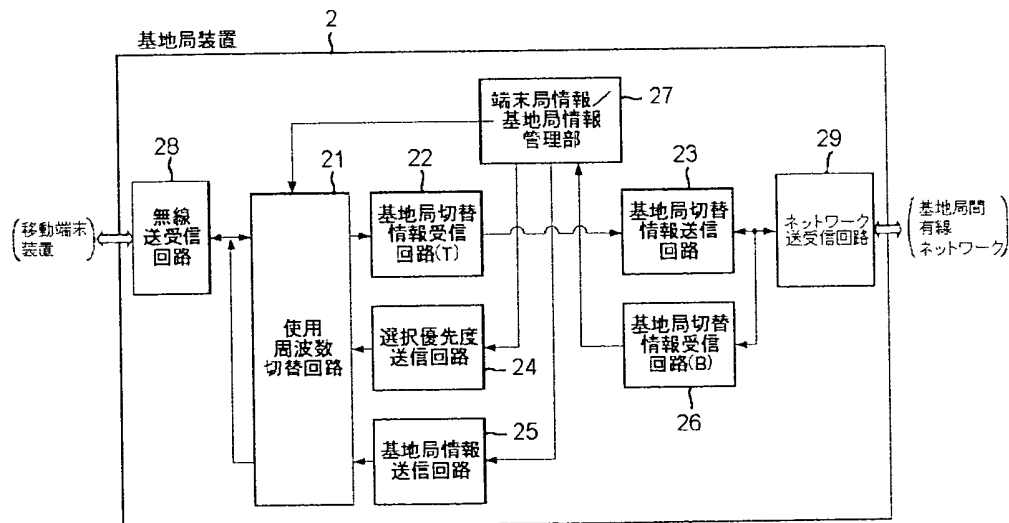 基地局装置
2
端末局情報/
基地局情報
管理部
27
28
無線
送受信
回路
(移動端末
装置)
21
使用
周波数
切替回路
22
基地局切替
情報受信
回路(T)
23
基地局切替
情報送信
回路
29
ネットワーク
送受信回路
(基地局間
有線
ネットワーク)
選択優先度
送信回路
24
基地局切替
情報受信
回路(B)
26
25
基地局情報
送信回路